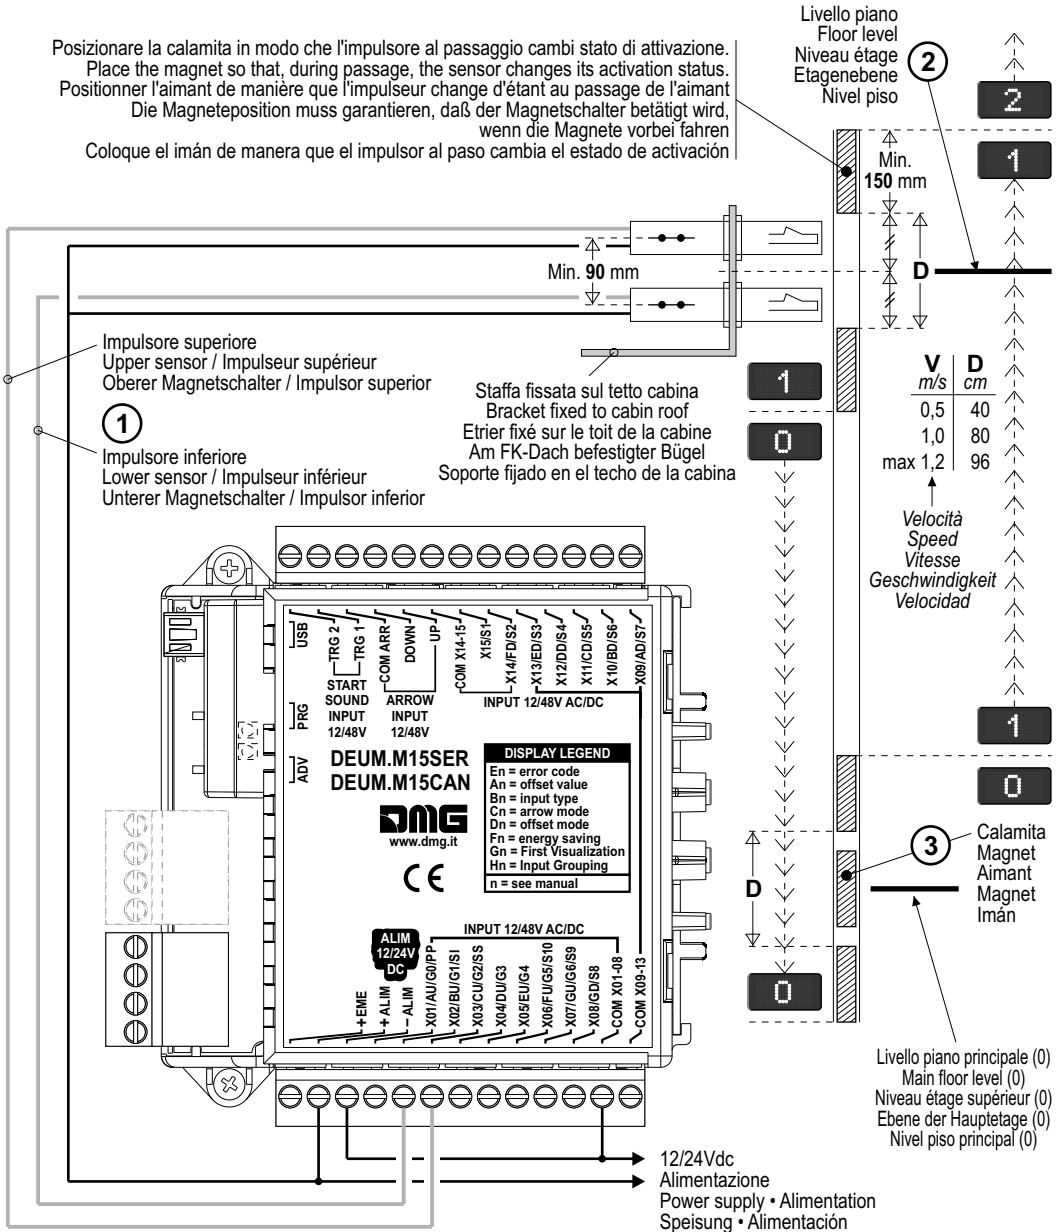 Posizionare la calamita in modo che l'impulsore al passaggio cambi stato di attivazione.
Place the magnet so that, during passage, the sensor changes its activation status.
Positionner l'aimant de manière que l'impulseur change d'étant au passage de l'aimant
Die Magneteposition muss garantieren, daß der Magnetschalter betätigt wird,
wenn die Magnete vorbei fahren
Coloque el imán de manera que el impulsor al paso cambia el estado de activación
Livello piano
Floor level
Niveau étage
Etagenebene
Nivel piso
2
2
1
Min.
150 mm
D
Min. 90 mm
Impulsore superiore
Upper sensor / Impulseur supérieur
Oberer Magnetschalter / Impulsor superior
1
Impulsore inferiore
Lower sensor / Impulseur inférieur
Unterer Magnetschalter / Impulsor inferior
Staffa fissata sul tetto cabina
Bracket fixed to cabin roof
Etrier fixé sur le toit de la cabine
Am FK-Dach befestigter Bügel
Soporte fijado en el techo de la cabina
1
0
V D
m/s cm
0,5 40
1,0 80
max 1,2 96
Velocità
Speed
Vitesse
Geschwindigkeit
Velocidad
USB
PRG
ADV
TRG 2
TRG 1
COM ARR
DOWN
UP
COM X14-15
X15/S1
X14/FD/S2
X13/ED/S3
X12/DD/S4
X11/CD/S5
X10/BD/S6
X09/AD/S7
START
SOUND
INPUT
12/48V
ARROW
INPUT
12/48V
INPUT 12/48V AC/DC
DEUM.M15SER
DEUM.M15CAN
DMG
www.dmg.it
CE
DISPLAY LEGEND
En = error code
An = offset value
Bn = input type
Cn = arrow mode
Dn = offset mode
Fn = energy saving
Gn = First Visualization
Hn = Input Grouping
n = see manual
ALIM
12/24V
DC
INPUT 12/48V AC/DC
+EME
+ ALIM
– ALIM
X01/AU/G0/PP
X02/BU/G1/SI
X03/CU/G2/SS
X04/DU/G3
X05/EU/G4
X06/FU/G5/S10
X07/GU/G6/S9
X08/GD/S8
COM X01-08
COM X09-13
1
0
D
0
3
Calamita
Magnet
Aimant
Magnet
Imán
Livello piano principale (0)
Main floor level (0)
Niveau étage supérieur (0)
Ebene der Hauptetage (0)
Nivel piso principal (0)
12/24Vdc
Alimentazione
Power supply • Alimentation
Speisung • Alimentación